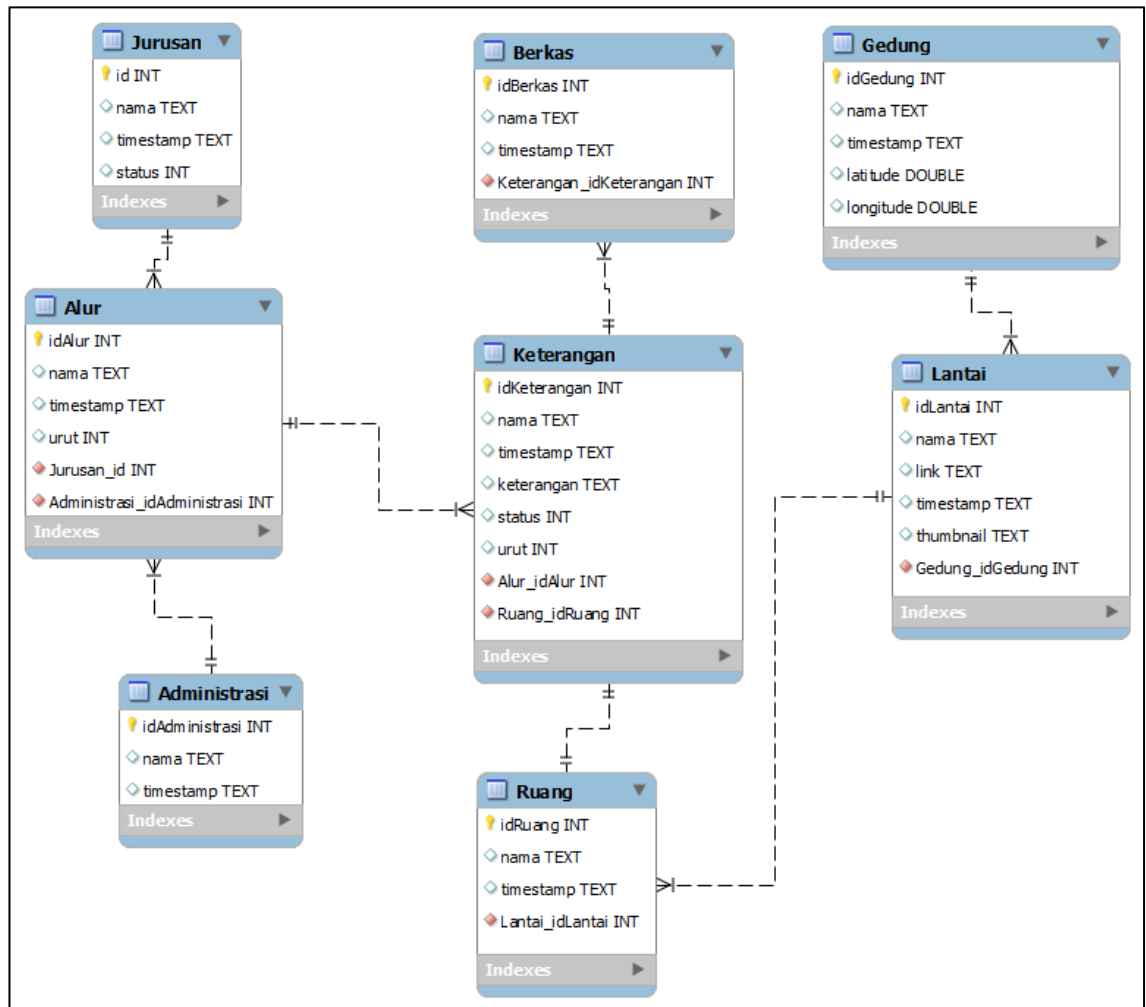 Jurusan
id INT
nama TEXT
timestamp TEXT
status INT
Indexes
Berkas
idBerkas INT
nama TEXT
timestamp TEXT
Keterangan_idKeterangan INT
Indexes
Gedung
idGedung INT
nama TEXT
timestamp TEXT
latitude DOUBLE
longitude DOUBLE
Indexes
Alur
idAlur INT
nama TEXT
timestamp TEXT
urut INT
Jurusan_id INT
Administrasi_idAdministrasi INT
Indexes
Keterangan
idKeterangan INT
nama TEXT
timestamp TEXT
keterangan TEXT
status INT
urut INT
Alur_idAlur INT
Ruang_idRuang INT
Indexes
Lantai
idLantai INT
nama TEXT
link TEXT
timestamp TEXT
thumbnail TEXT
Gedung_idGedung INT
Indexes
Administrasi
idAdministrasi INT
nama TEXT
timestamp TEXT
Indexes
Ruang
idRuang INT
nama TEXT
timestamp TEXT
Lantai_idLantai INT
Indexes